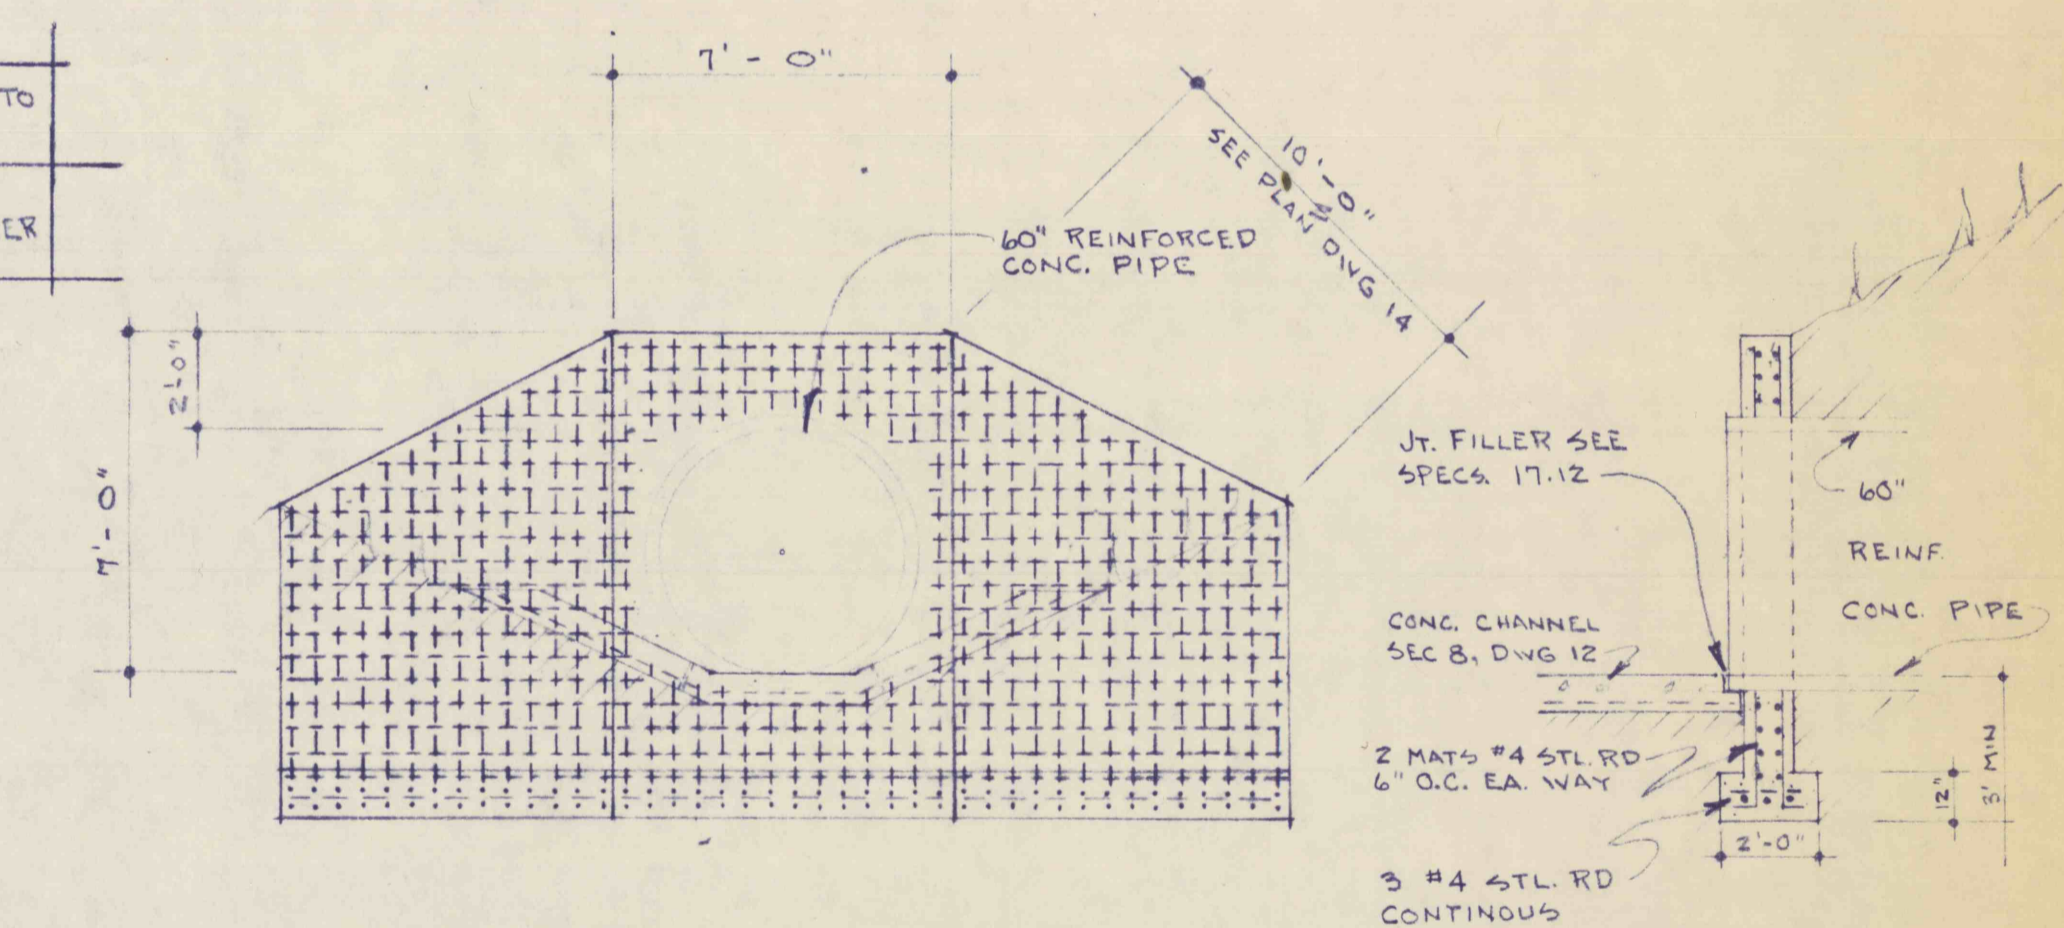 TO
ER
7'-0"
10'-0"
SEE PLAN DWG 14
60" REINFORCED
CONC. PIPE
2'-0"
7'-0"
JT. FILLER SEE
SPECS. 17.12
60"
REINF.
CONC. PIPE
CONC. CHANNEL
SEC 8, DWG 12
2 MATS #4 STL. RD
6" O.C. EA. WAY
12"
3' MIN
2'-0"
3 #4 STL. RD
CONTINOUS